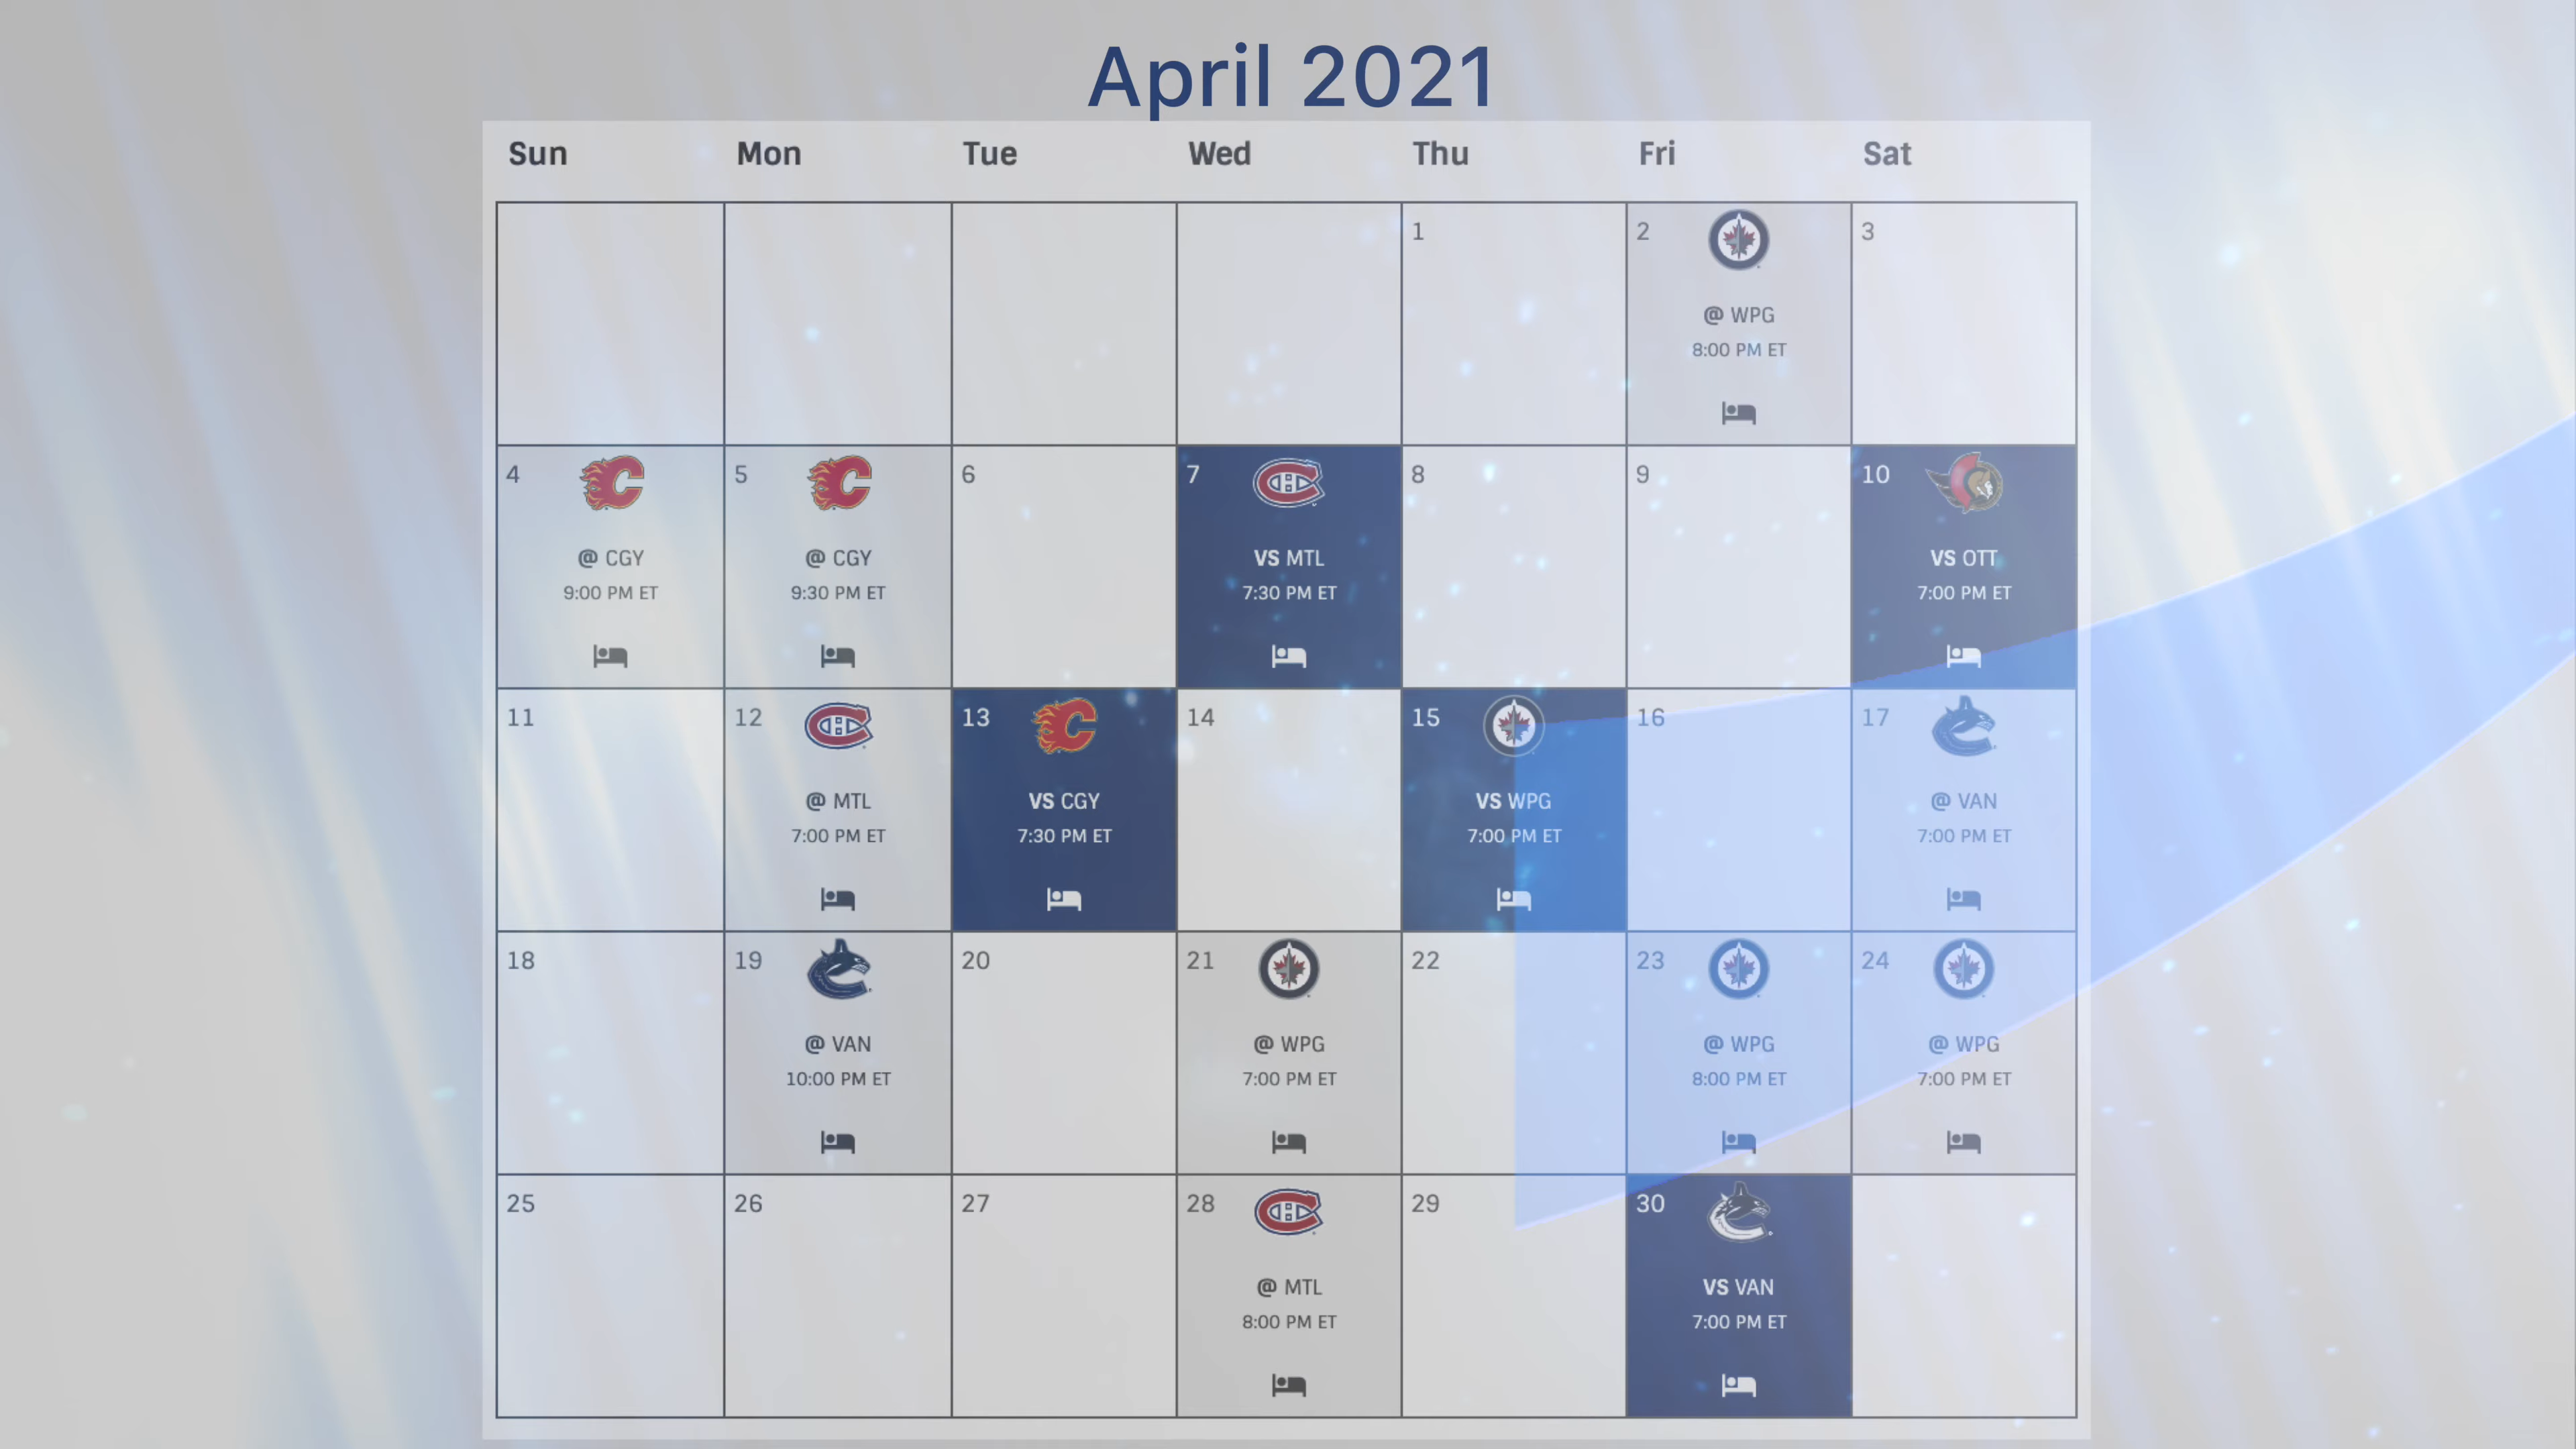 April 2021
Sun Mon Tue Wed Thu Fri Sat
1 2 3
@ WPG
8:00 PM ET
4 5 6 7 8 9 10
@ CGY @ CGY VS MTL VS OTT
9:00 PM ET 9:30 PM ET 7:30 PM ET 7:00 PM ET
11 12 13 14 15 16 17
@ MTL VS CGY VS WPG @ VAN
7:00 PM ET 7:30 PM ET 7:00 PM ET 7:00 PM ET
18 19 20 21 22 23 24
@ VAN @ WPG @ WPG @ WPG
10:00 PM ET 7:00 PM ET 8:00 PM ET 7:00 PM ET
25 26 27 28 29 30
@ MTL VS VAN
8:00 PM ET 7:00 PM ET